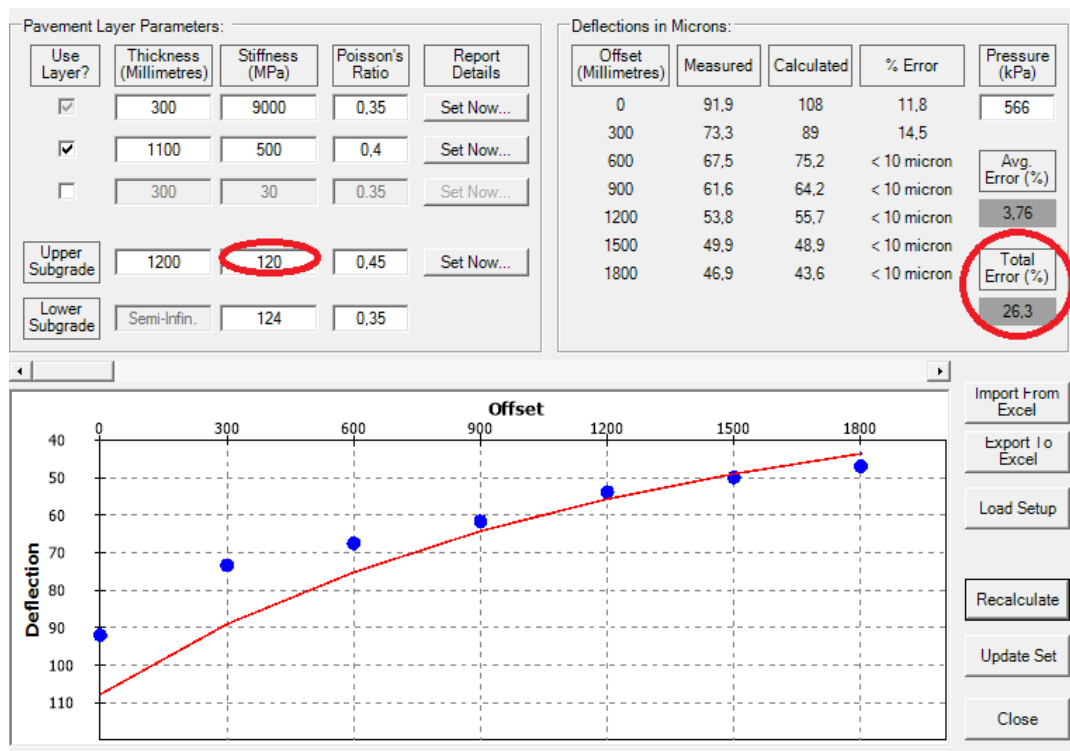 Pavement Layer Parameters:
Use Layer?
Thickness (Millimetres)
Stiffness (MPa)
Poisson's Ratio
Report Details
300 9000 0,35 Set Now...
1100 500 0,4 Set Now...
300 30 0.35 Set Now...
Upper Subgrade
1200 120 0,45 Set Now...
Lower Subgrade
Semi-Infin. 124 0,35
Deflections in Microns:
Offset (Millimetres)
Measured
Calculated
% Error
Pressure (kPa)
566
0 91,9 108 11,8
300 73,3 89 14,5
600 67,5 75,2 < 10 micron
900 61,6 64,2 < 10 micron
1200 53,8 55,7 < 10 micron
1500 49,9 48,9 < 10 micron
1800 46,9 43,6 < 10 micron
Avg. Error (%)
3,76
Total Error (%)
26,3
Offset
0 300 600 900 1200 1500 1800
40
50
60
70
80
90
100
110
Deflection
Import From
Excel
Export To
Excel
Load Setup
Recalculate
Update Set
Close